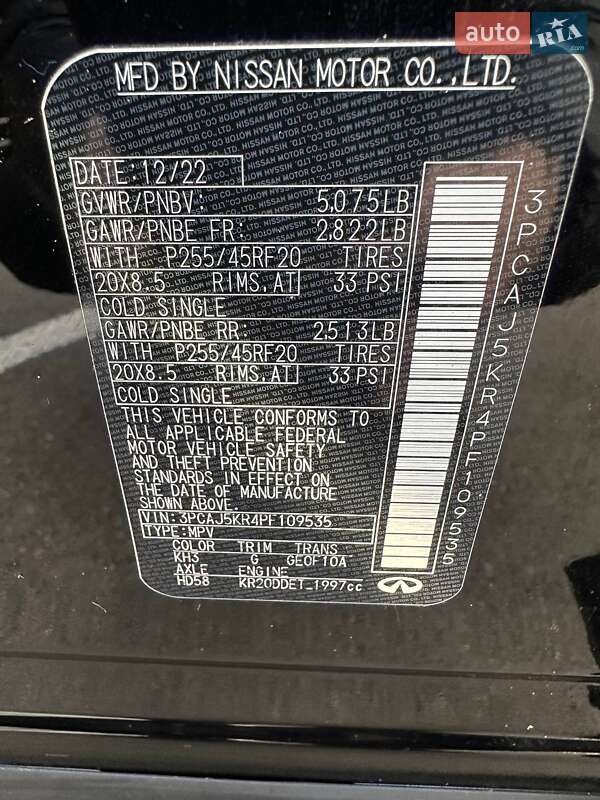 auto RIA.com
MFD BY NISSAN MOTOR CO.,LTD.
DATE: 12/22
GVWR/PNBV: 5075LB
GAWR/PNBE FR: 2822LB
WITH P255/45RF20 TIRES
20X8.5 RIMS,AT 33 PSI
COLD SINGLE
GAWR/PNBE RR: 2513LB
WITH P255/45RF20 TIRES
20X8.5 RIMS.AT 33 PSI
COLD SINGLE
THIS VEHICLE CONFORMS TO
ALL APPLICABLE FEDERAL
MOTOR VEHICLE SAFETY
AND THEFT PREVENTION
STANDARDS IN EFFECT ON
THE DATE OF MANUFACTURE
SHOWN ABOVE.
VIN: 3PCAJ5KR4PF109535
TYPE: MPV
COLOR TRIM TRANS
KH3 G GEOF10A
AXLE ENGINE
HD58 KR20DDET 1997cc
3PCAJ5KR4PF109535